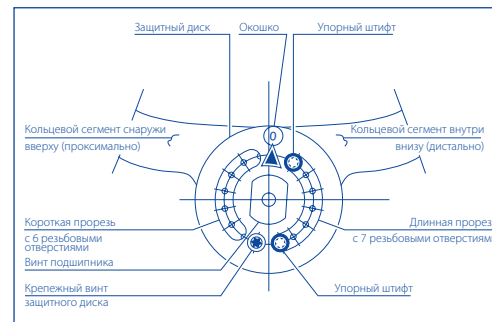 Защитный диск Окошко Упорный штифт
0
Кольцевой сегмент снаружи
вверху (проксимально)
Кольцевой сегмент внутри
внизу (дистально)
Короткая прорезь
с 6 резьбовыми
отверстиями
Винт подшипника
Длинная прорез
с 7 резьбовыми отверстиям
Крепежный винт
защитного диска
Упорный штифт